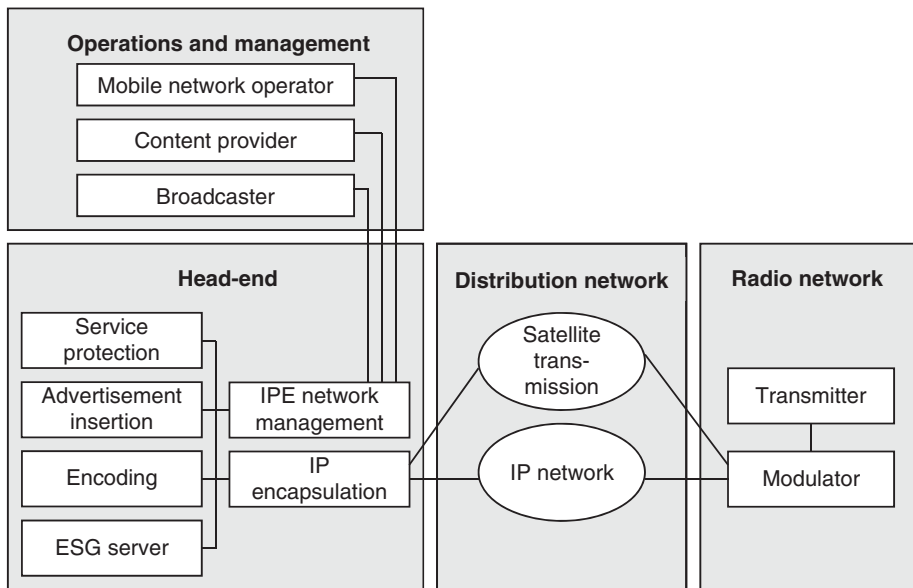 Operations and management
Mobile network operator
Content provider
Broadcaster
Head-end
Service
protection
Advertisement
insertion
Encoding
ESG server
IPE network
management
IP
encapsulation
Distribution network
Satellite
trans-
mission
IP network
Radio network
Transmitter
Modulator